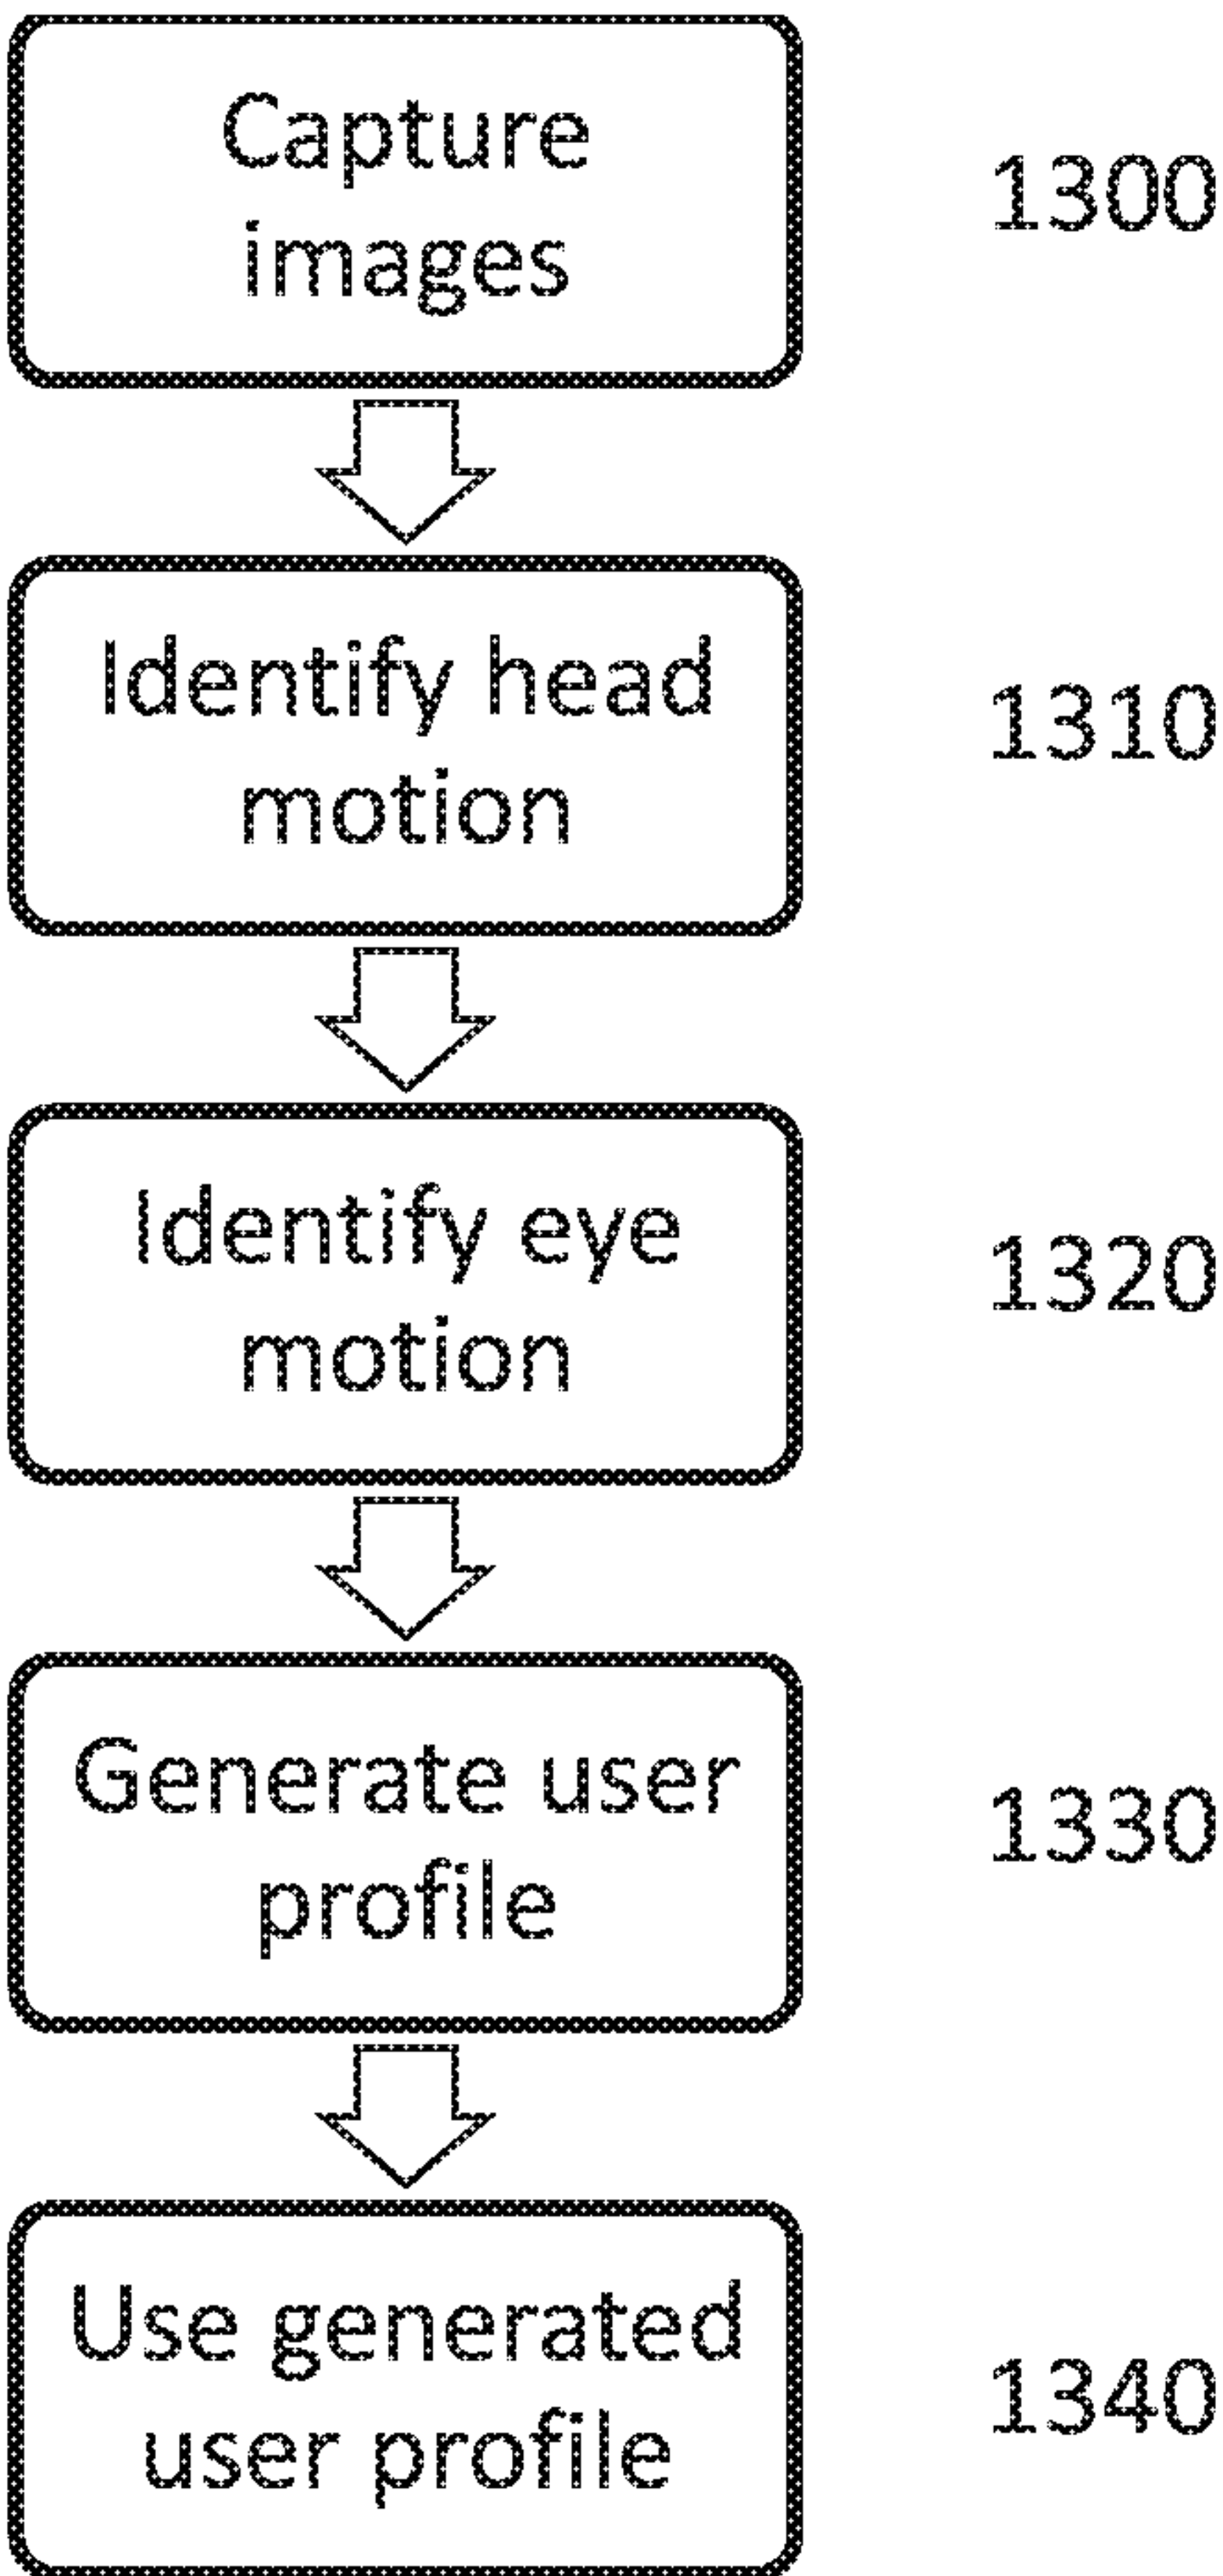 Capture
images
1300
Identify head
motion
1310
Identify eye
motion
1320
Generate user
profile
1330
Use generated
user profile
1340